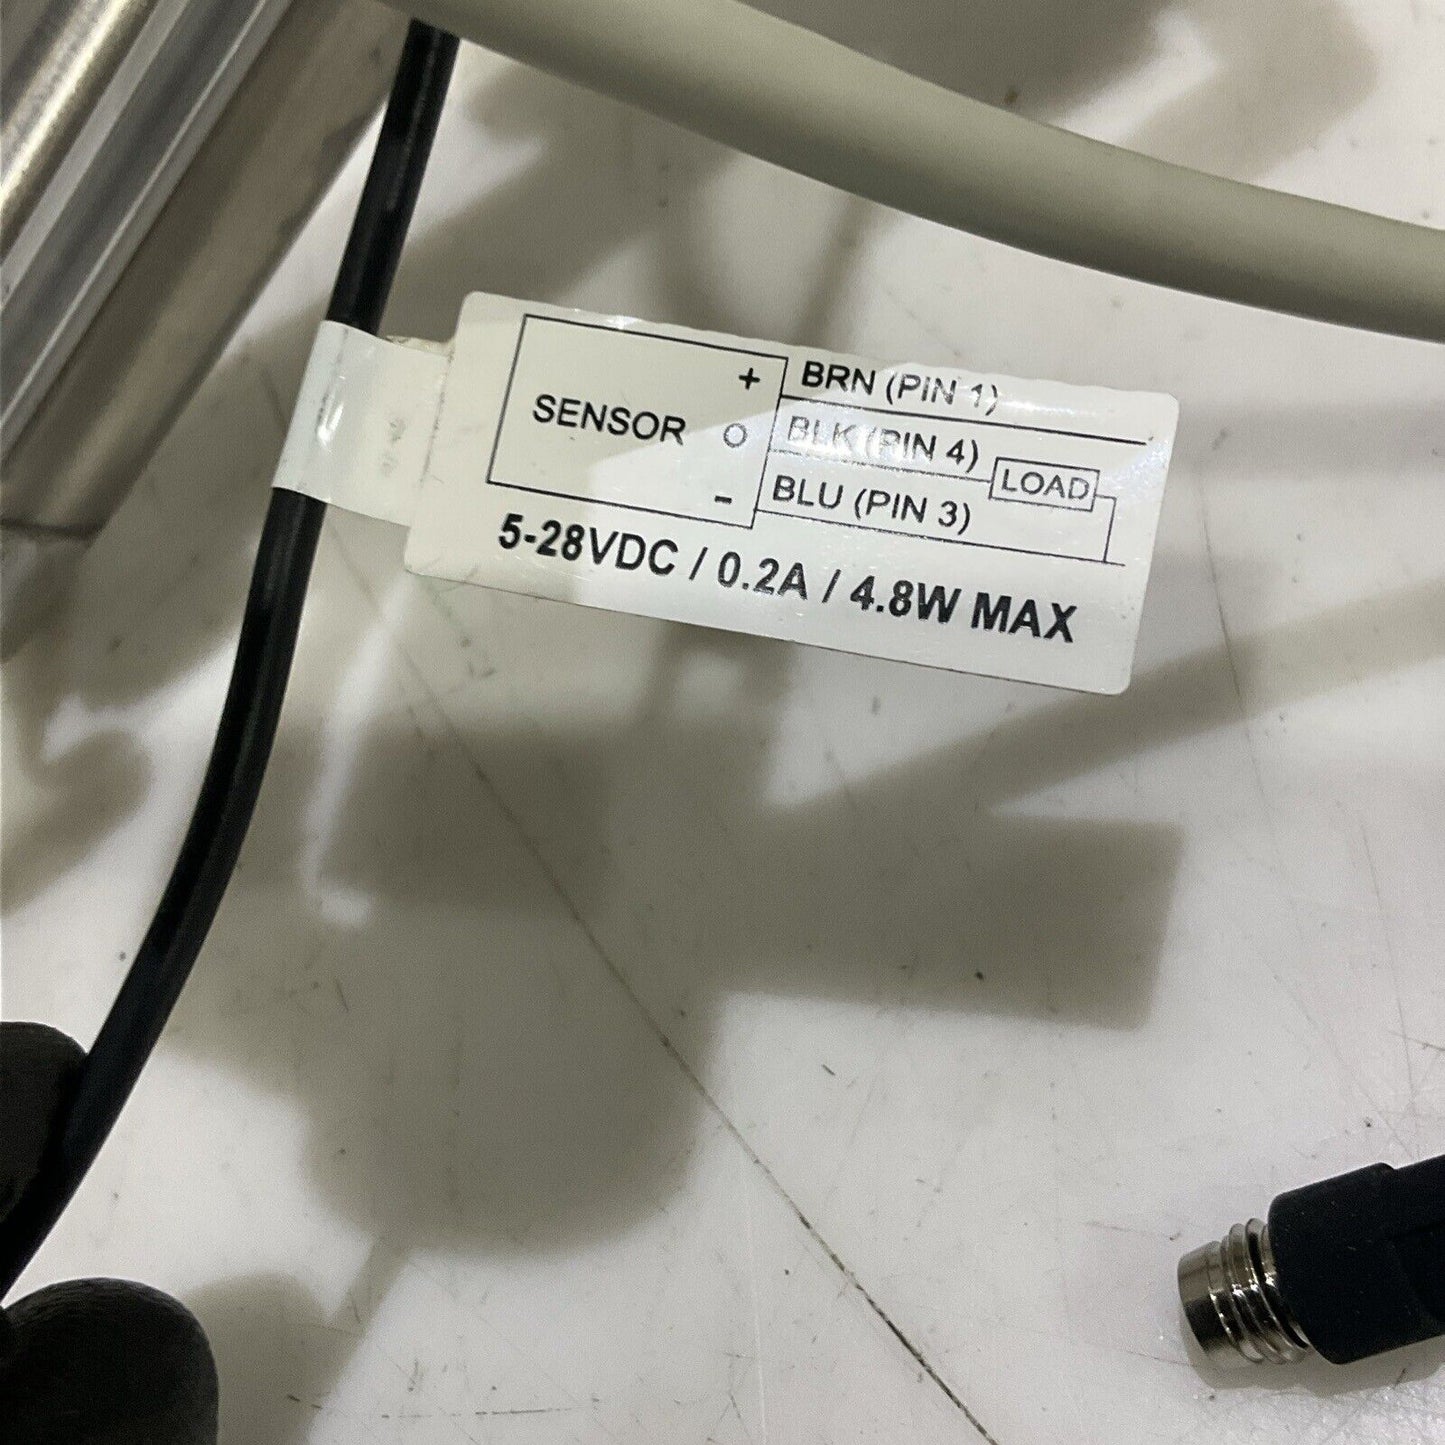 SENSOR
+ BRN (PIN 1)
O BLK (PIN 4)
LOAD
- BLU (PIN 3)
5-28VDC / 0.2A / 4.8W MAX